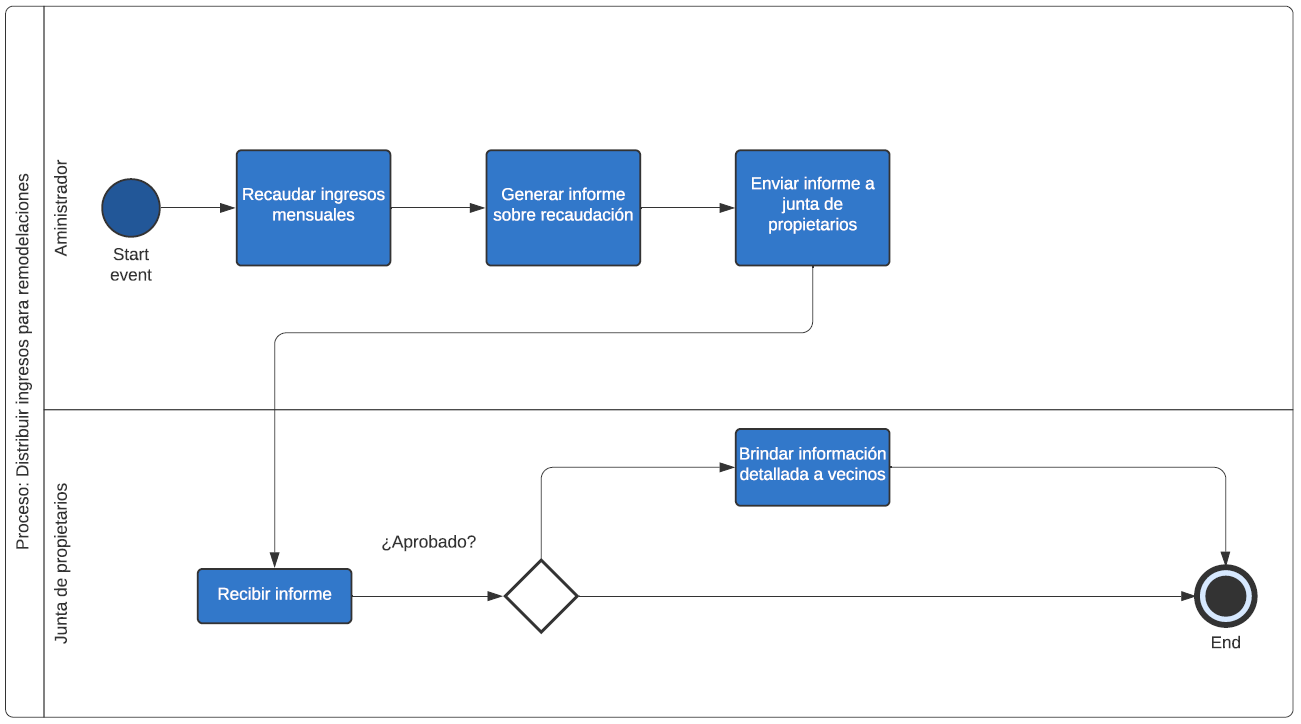 Proceso: Distribuir ingresos para remodelaciones
Aministrador
Start
event
Recaudar ingresos
mensuales
Generar informe
sobre recaudación
Enviar informe a
junta de
propietarios
Junta de propietarios
Recibir informe
¿Aprobado?
Brindar información
detallada a vecinos
End